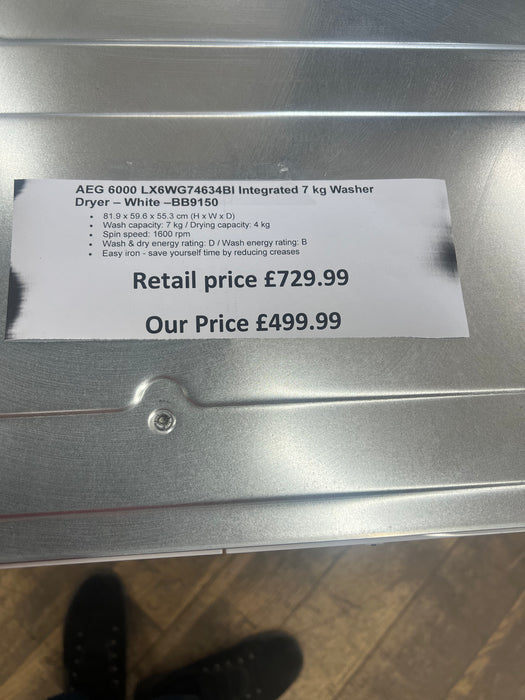 AEG 6000 LX6WG74634BI Integrated 7 kg Washer
Dryer – White –BB9150
• 81.9 x 59.6 x 55.3 cm (H x W x D)
• Wash capacity: 7 kg / Drying capacity: 4 kg
• Spin speed: 1600 rpm
• Wash & dry energy rating: D / Wash energy rating: B
• Easy iron - save yourself time by reducing creases
Retail price £729.99
Our Price £499.99